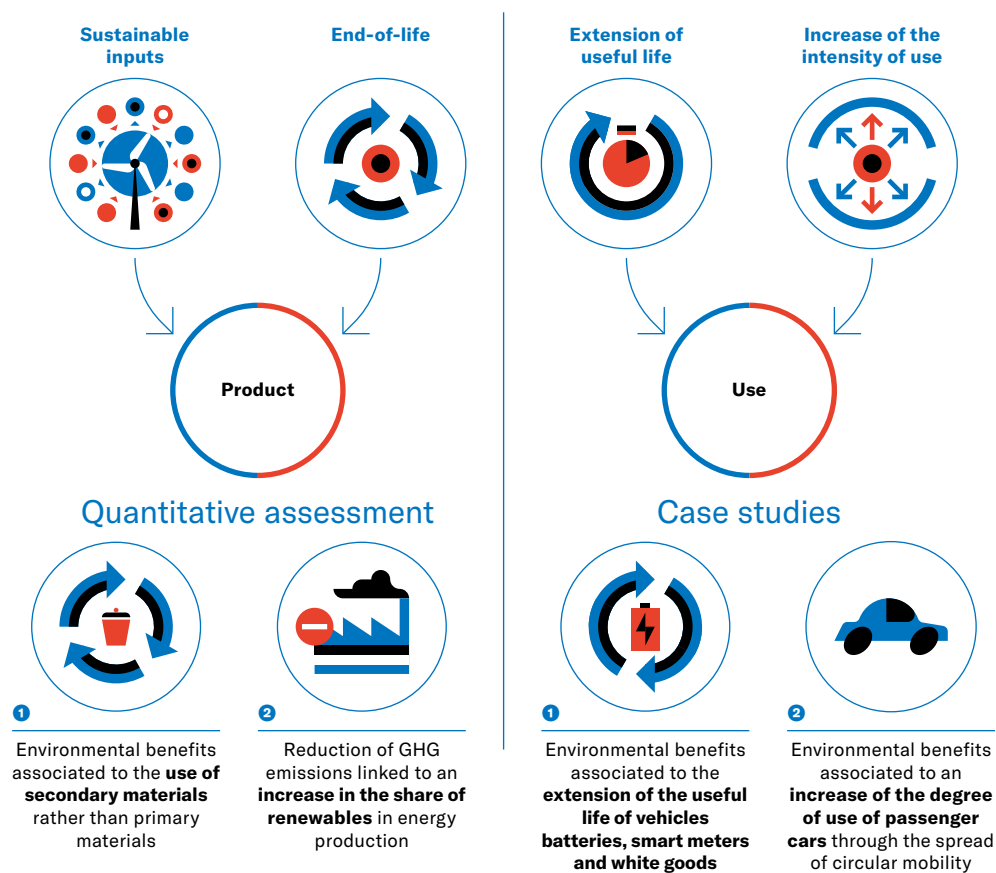 Sustainable
inputs
End-of-life
Product
Quantitative assessment
1
Environmental benefits
associated to the use of
secondary materials
rather than primary
materials
2
Reduction of GHG
emissions linked to an
increase in the share of
renewables in energy
production
Extension of
useful life
Increase of the
intensity of use
Use
Case studies
1
Environmental benefits
associated to the
extension of the useful
life of vehicles
batteries, smart meters
and white goods
2
Environmental benefits
associated to an
increase of the degree
of use of passenger
cars through the spread
of circular mobility